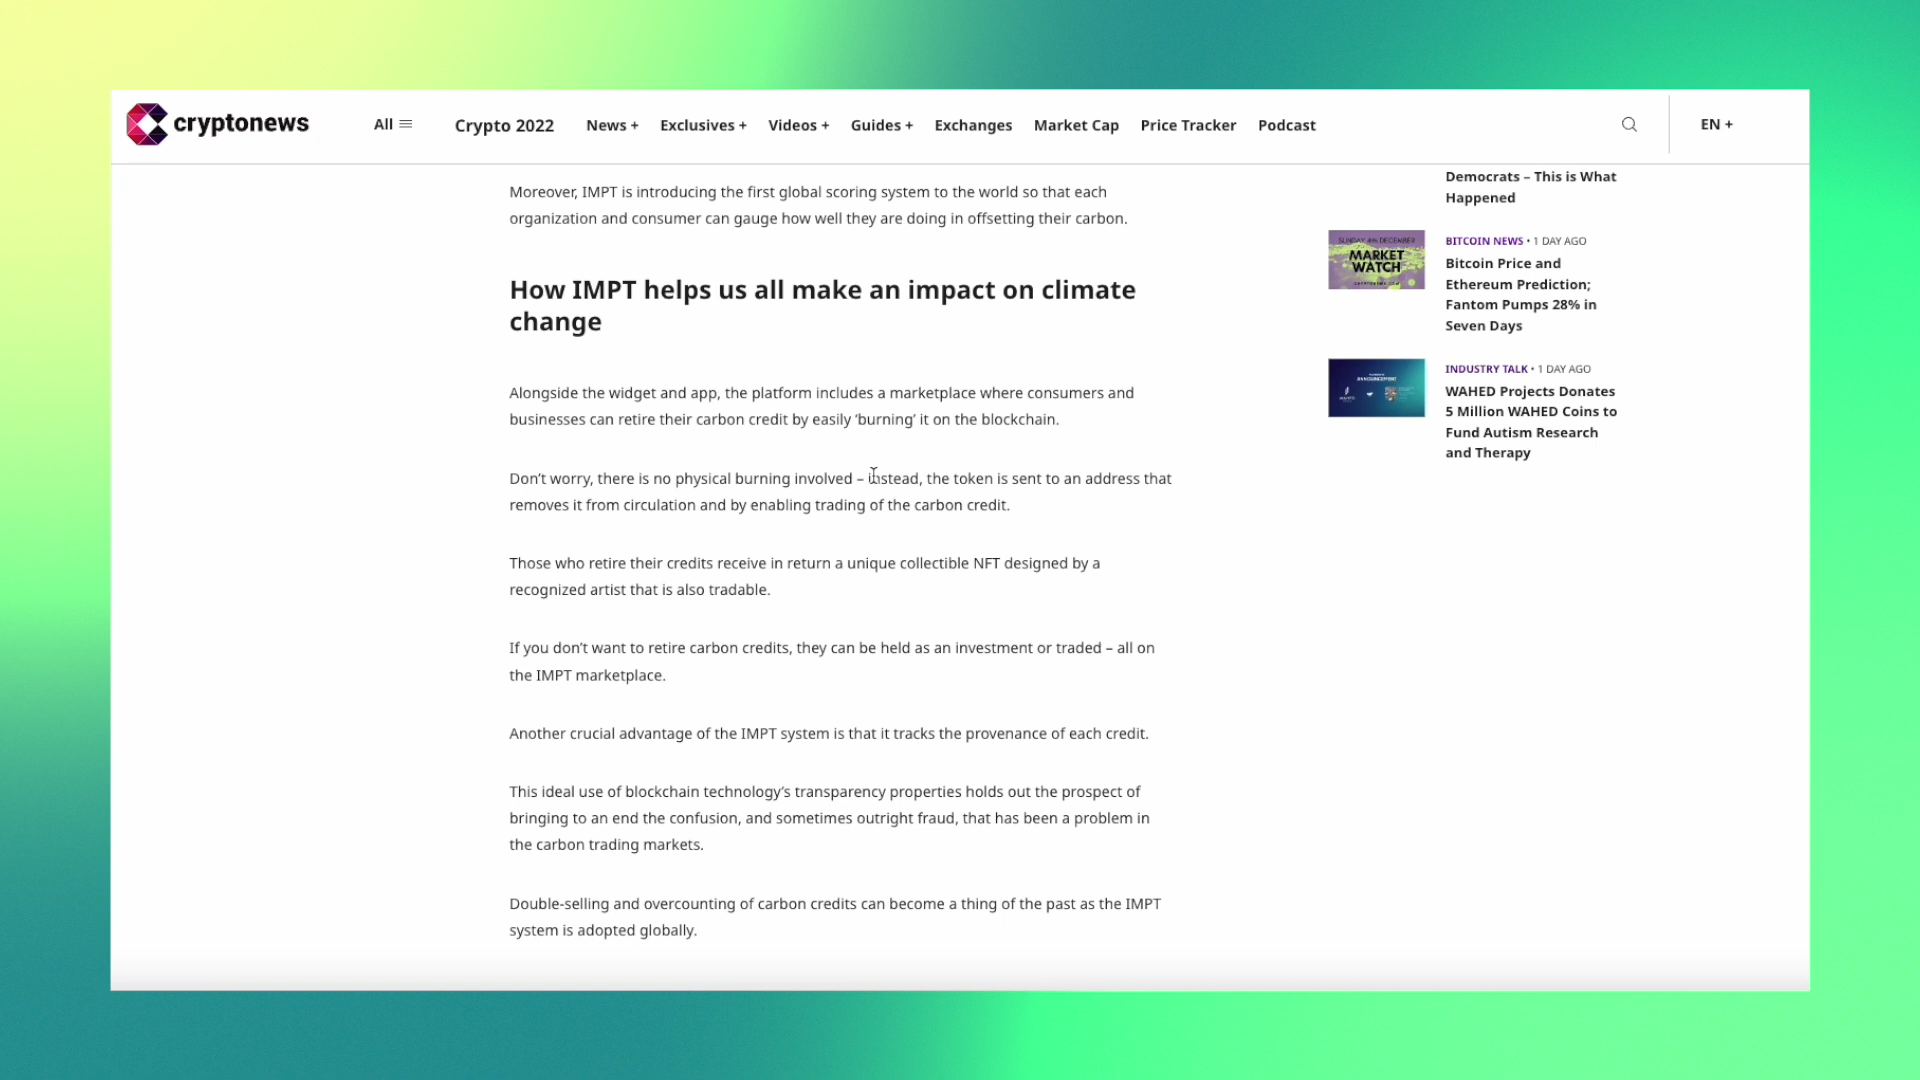 cryptonews
All
Crypto 2022
News +
Exclusives +
Videos +
Guides +
Exchanges
Market Cap
Price Tracker
Podcast
EN +
Moreover, IMPT is introducing the first global scoring system to the world so that each
organization and consumer can gauge how well they are doing in offsetting their carbon.
How IMPT helps us all make an impact on climate
change
Alongside the widget and app, the platform includes a marketplace where consumers and
businesses can retire their carbon credit by easily ‘burning’ it on the blockchain.
Don’t worry, there is no physical burning involved – instead, the token is sent to an address that
removes it from circulation and by enabling trading of the carbon credit.
Those who retire their credits receive in return a unique collectible NFT designed by a
recognized artist that is also tradable.
If you don’t want to retire carbon credits, they can be held as an investment or traded – all on
the IMPT marketplace.
Another crucial advantage of the IMPT system is that it tracks the provenance of each credit.
This ideal use of blockchain technology’s transparency properties holds out the prospect of
bringing to an end the confusion, and sometimes outright fraud, that has been a problem in
the carbon trading markets.
Double-selling and overcounting of carbon credits can become a thing of the past as the IMPT
system is adopted globally.
Democrats – This is What
Happened
SUNDAY 4th DECEMBER
MARKET
WATCH
BITCOIN NEWS • 1 DAY AGO
Bitcoin Price and
Ethereum Prediction;
Fantom Pumps 28% in
Seven Days
ANNOUNCEMENT
INDUSTRY TALK • 1 DAY AGO
WAHED Projects Donates
5 Million WAHED Coins to
Fund Autism Research
and Therapy